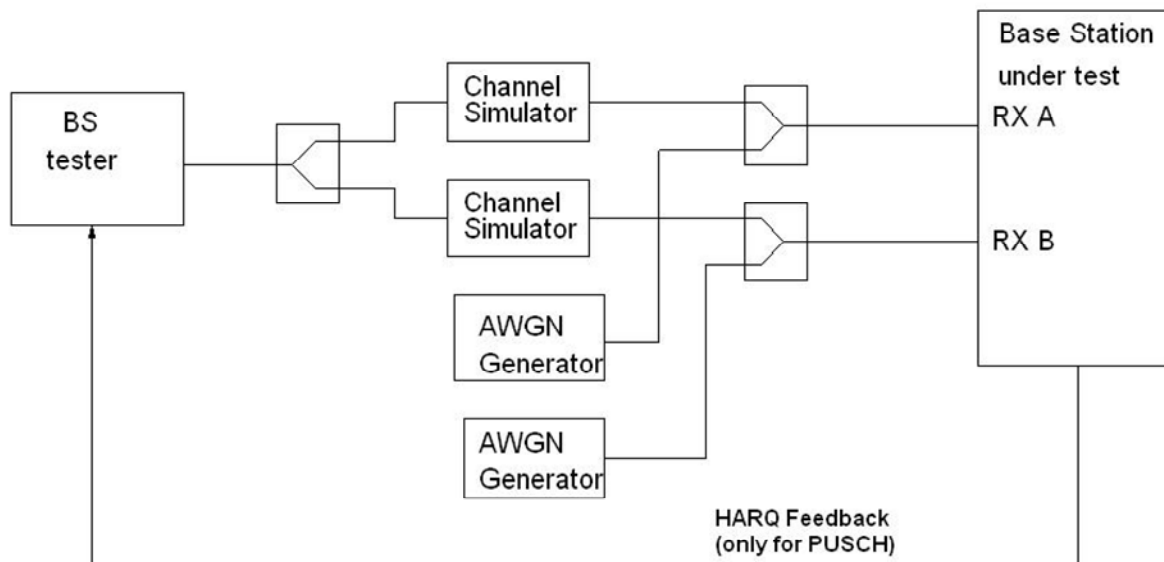 Base Station
under test
RX A
RX B
BS
tester
Channel
Simulator
Channel
Simulator
AWGN
Generator
AWGN
Generator
HARQ Feedback
(only for PUSCH)